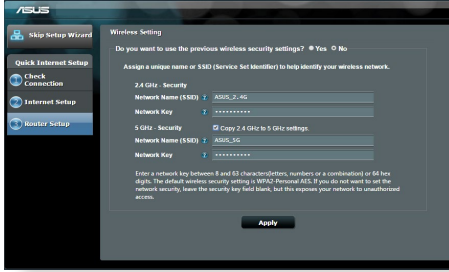 ASUS
Skip Setup Wizard
Wireless Setting
Do you want to use the previous wireless security settings? Yes No
Quick Internet Setup
Assign a unique name or SSID (Service Set Identifier) to help identify your wireless network.
1 Check Connection
2.4 GHz - Security
Network Name (SSID) ? ASUS_2.4G
2 Internet Setup
Network Key ? **********
3 Router Setup
5 GHz - Security Copy 2.4 GHz to 5 GHz settings.
Network Name (SSID) ? ASUS_5G
Network Key ? **********
Enter a network key between 8 and 63 characters(letters, numbers or a combination) or 64 hex
digits. The default wireless security setting is WPA2-Personal AES. If you do not want to set the
network security, leave the security key field blank, but this exposes your network to unauthorized
access.
Apply